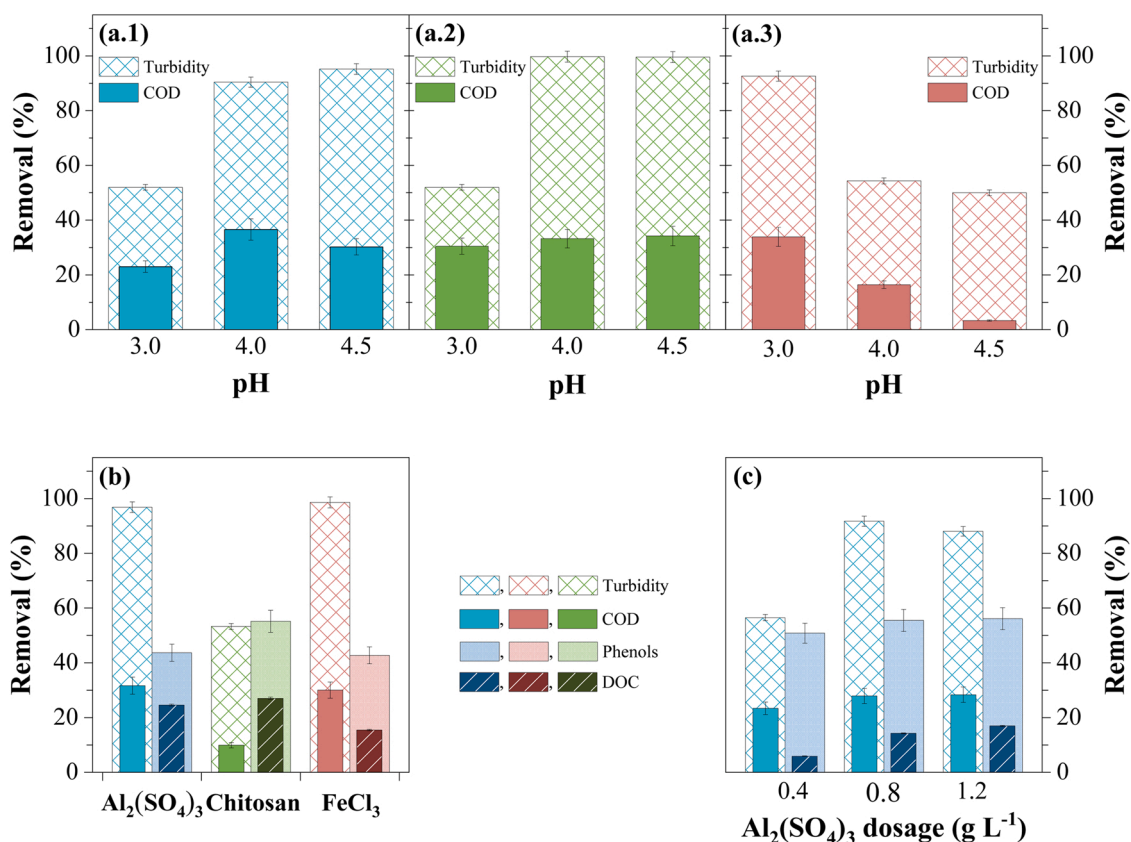 (a.1) (a.2) (a.3)
Turbidity
COD
Turbidity
COD
Turbidity
COD
Removal (%)
100
80
60
40
20
0
100
80
60
40
20
0
Removal (%)
3.0 4.0 4.5 3.0 4.0 4.5 3.0 4.0 4.5
pH pH pH
(b)
Removal (%)
100
80
60
40
20
0
Al₂(SO₄)₃ Chitosan FeCl₃
, , Turbidity
, , COD
, , Phenols
, , DOC
(c)
100
80
60
40
20
0
Removal (%)
0.4 0.8 1.2
Al₂(SO₄)₃ dosage (g L⁻¹)